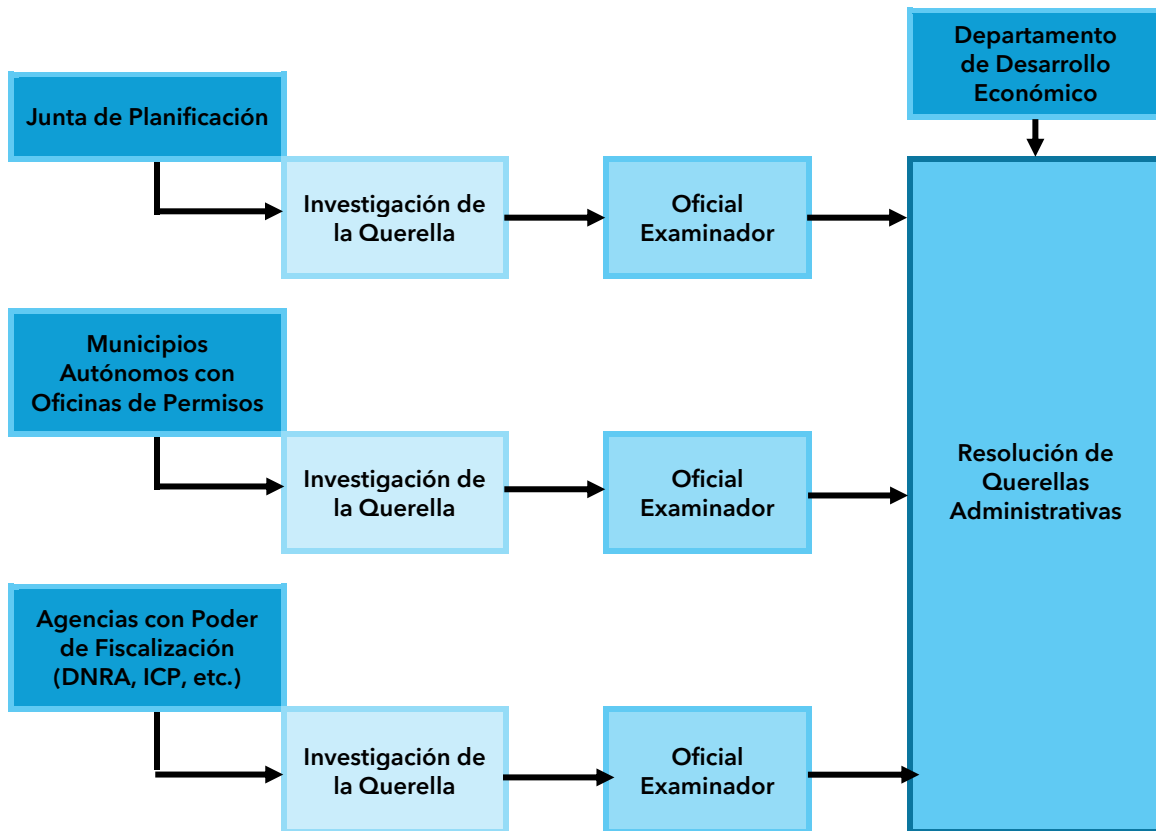 Departamento
de Desarrollo
Económico
Junta de Planificación
Investigación de
la Querella
Oficial
Examinador
Municipios
Autónomos con
Oficinas de Permisos
Investigación de
la Querella
Oficial
Examinador
Resolución de
Querellas
Administrativas
Agencias con Poder
de Fiscalización
(DNRA, ICP, etc.)
Investigación de
la Querella
Oficial
Examinador